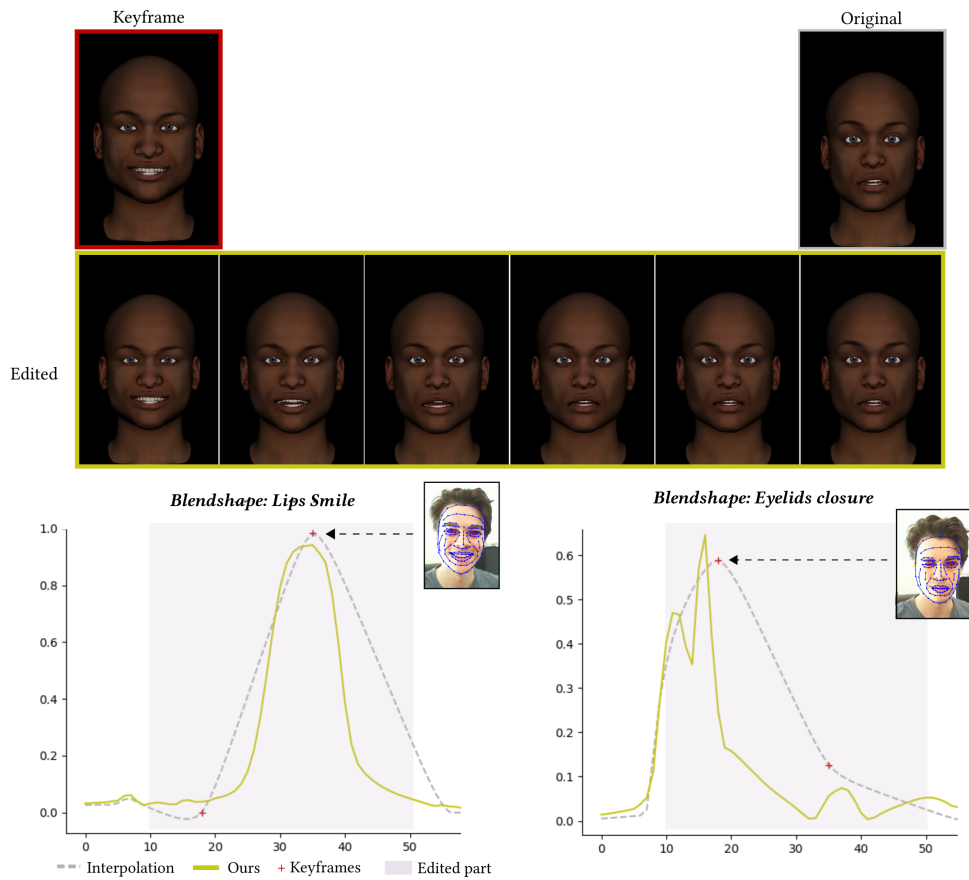 Keyframe
Original
Edited
Blendshape: Lips Smile
Blendshape: Eyelids closure
1.0
0.8
0.6
0.4
0.2
0.0
0 10 20 30 40 50
0.6
0.5
0.4
0.3
0.2
0.1
0.0
0 10 20 30 40 50
Interpolation Ours Keyframes Edited part